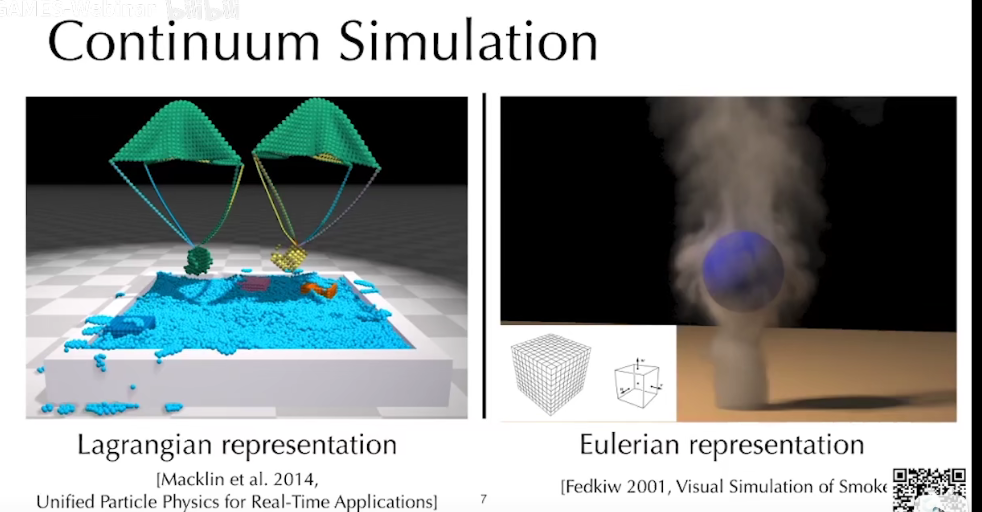 GAMES-Webinar bilibili
Continuum Simulation
Lagrangian representation
[Macklin et al. 2014,
Unified Particle Physics for Real-Time Applications]
7
Eulerian representation
[Fedkiw 2001, Visual Simulation of Smoke